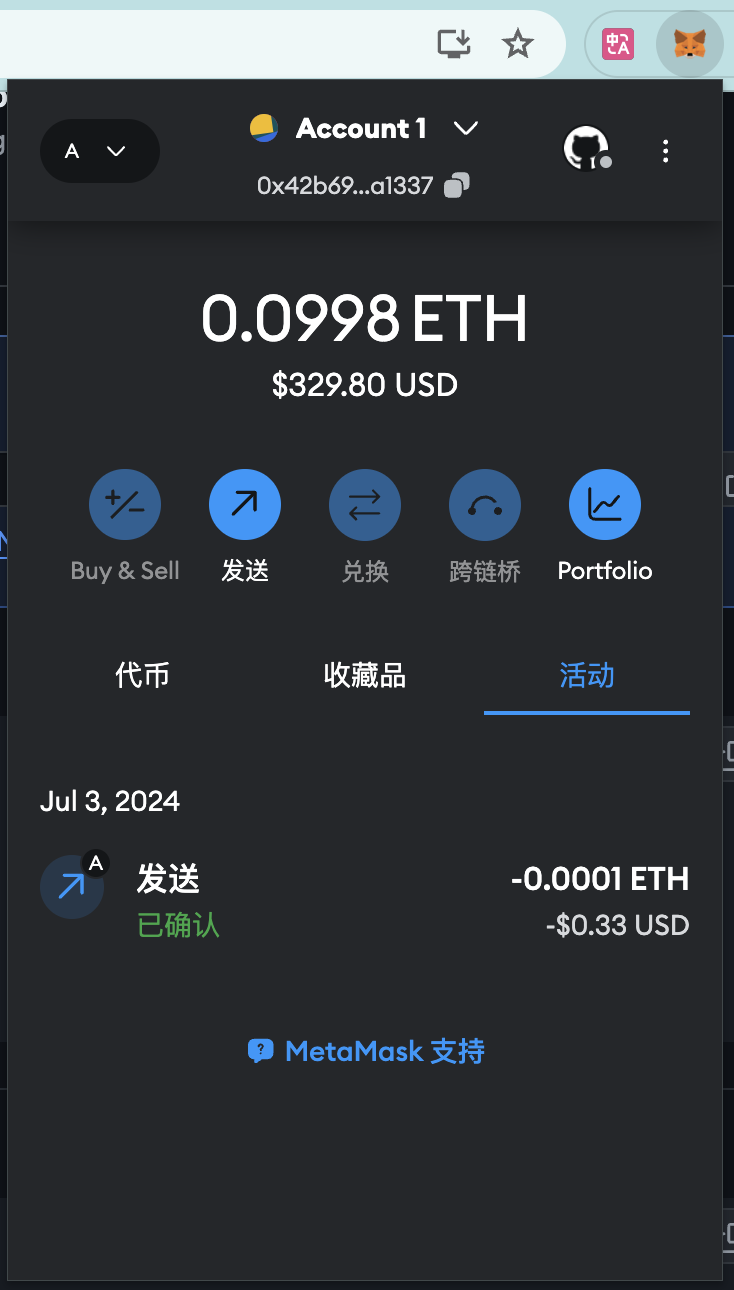 中A
A
Account 1
0x42b69...a1337
0.0998 ETH
$329.80 USD
Buy & Sell
发送
兑换
跨链桥
Portfolio
代币
收藏品
活动
Jul 3, 2024
A
发送
-0.0001 ETH
已确认
-$0.33 USD
MetaMask 支持